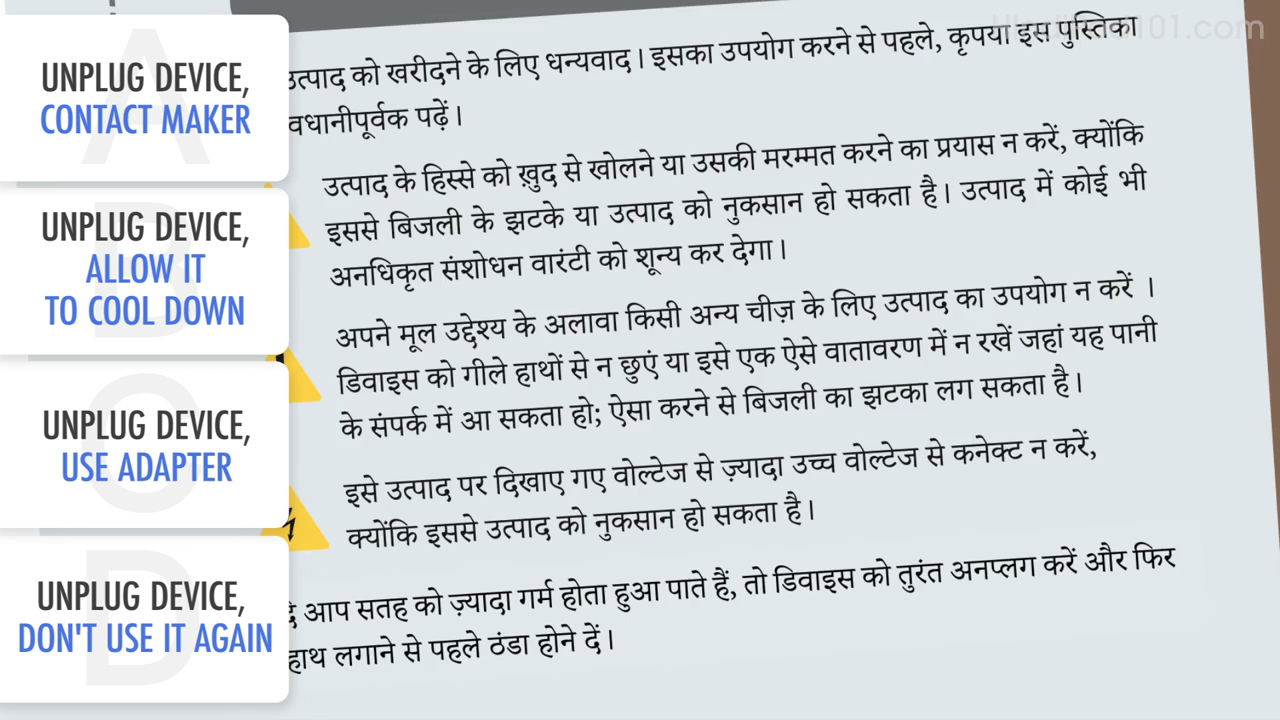 UNPLUG DEVICE,
CONTACT MAKER
UNPLUG DEVICE,
ALLOW IT
TO COOL DOWN
UNPLUG DEVICE,
USE ADAPTER
UNPLUG DEVICE,
DON'T USE IT AGAIN
A
B
C
D
उत्पाद को खरीदने के लिए धन्यवाद। इसका उपयोग करने से पहले, कृपया इस पुस्तिका
वधानीपूर्वक पढ़ें।
उत्पाद के हिस्से को ख़ुद से खोलने या उसकी मरम्मत करने का प्रयास न करें, क्योंकि
इससे बिजली के झटके या उत्पाद को नुकसान हो सकता है। उत्पाद में कोई भी
अनधिकृत संशोधन वारंटी को शून्य कर देगा।
अपने मूल उद्देश्य के अलावा किसी अन्य चीज़ के लिए उत्पाद का उपयोग न करें ।
डिवाइस को गीले हाथों से न छुएं या इसे एक ऐसे वातावरण में न रखें जहां यह पानी
के संपर्क में आ सकता हो; ऐसा करने से बिजली का झटका लग सकता है।
इसे उत्पाद पर दिखाए गए वोल्टेज से ज़्यादा उच्च वोल्टेज से कनेक्ट न करें,
क्योंकि इससे उत्पाद को नुकसान हो सकता है।
आप सतह को ज़्यादा गर्म होता हुआ पाते हैं, तो डिवाइस को तुरंत अनप्लग करें और फिर
हाथ लगाने से पहले ठंडा होने दें।